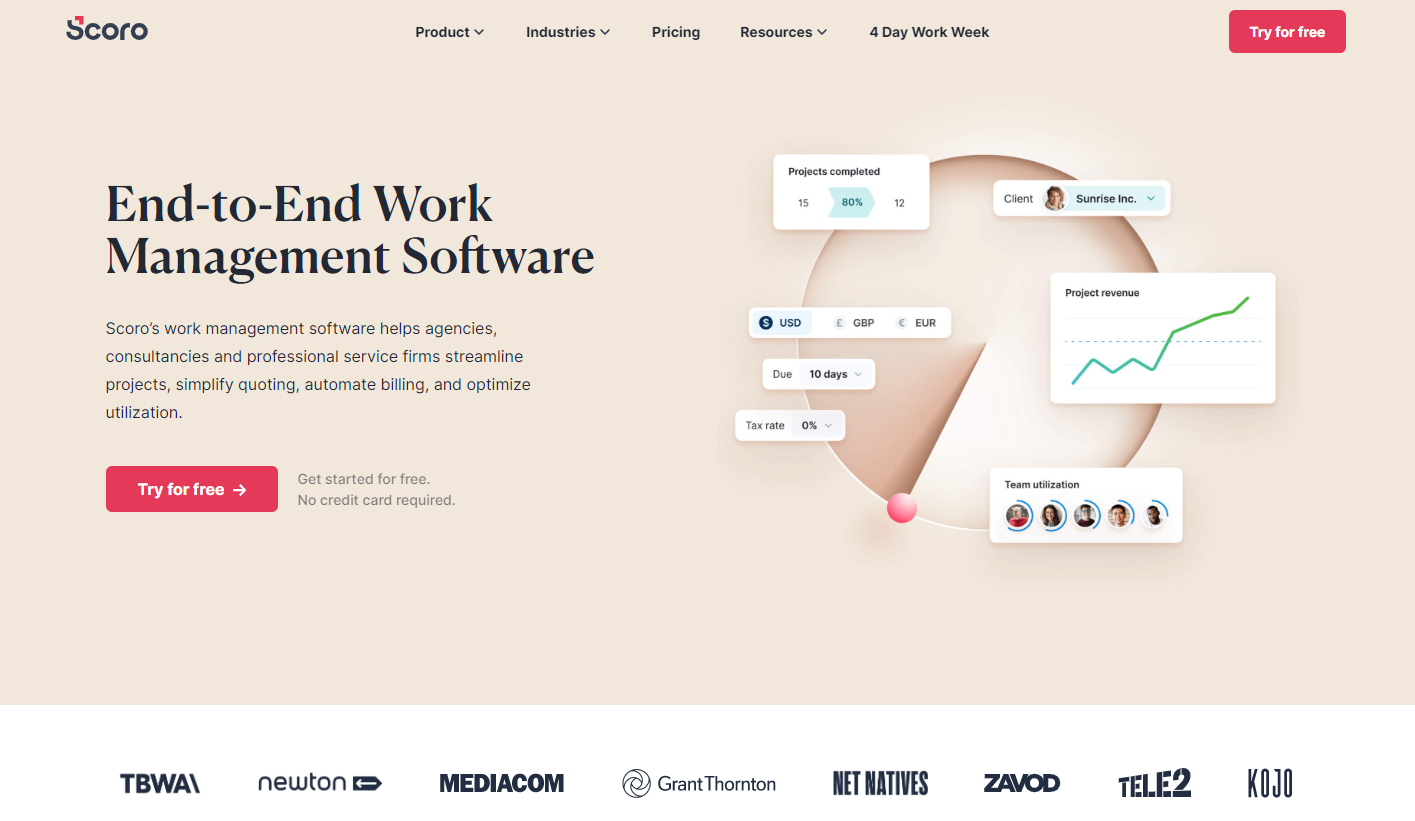 Scoro
Product
Industries
Pricing
Resources
4 Day Work Week
Try for free
End-to-End Work
Management Software
Scoro’s work management software helps agencies,
consultancies and professional service firms streamline
projects, simplify quoting, automate billing, and optimize
utilization.
Try for free →
Get started for free.
No credit card required.
Projects completed
15 80% 12
Client Sunrise Inc.
Project revenue
$ USD £ GBP € EUR
Due 10 days
Tax rate 0%
Team utilization
TBWA\
newton
MEDIACOM
Grant Thornton
NET NATIVES
ZAVOD
TELE2
KOJO